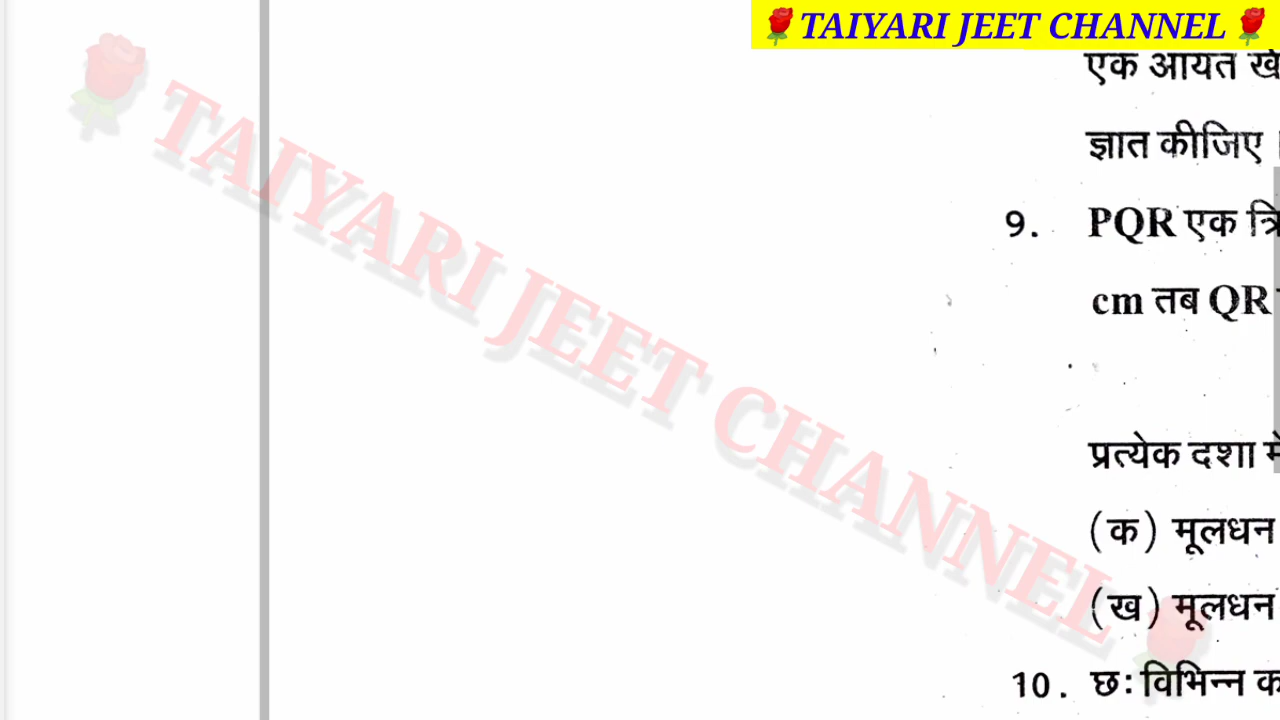 TAIYARI JEET CHANNEL
एक आयत
ज्ञात कीजिए
9. PQR एक
cm तब QR
प्रत्येक दशा
(क) मूलधन
(ख) मूलधन
10. छः विभिन्न
TAIYARI JEET CHANNEL